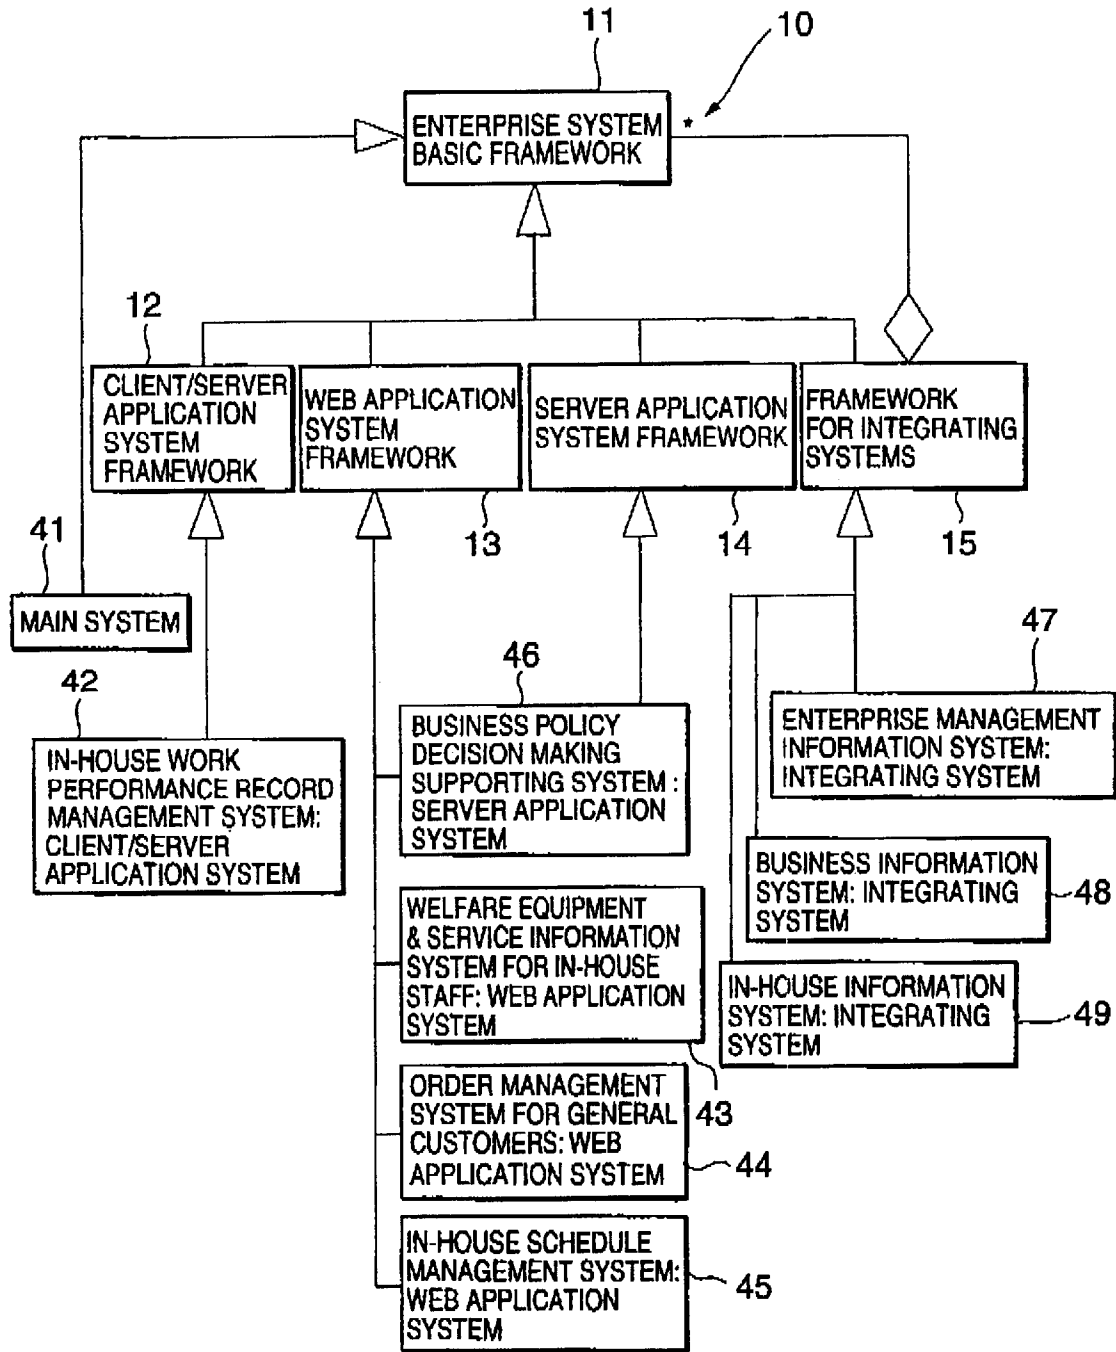 11
10
ENTERPRISE SYSTEM
BASIC FRAMEWORK
*
12
CLIENT/SERVER
APPLICATION
SYSTEM
FRAMEWORK
WEB APPLICATION
SYSTEM
FRAMEWORK
SERVER APPLICATION
SYSTEM FRAMEWORK
FRAMEWORK
FOR INTEGRATING
SYSTEMS
13
14
15
41
MAIN SYSTEM
42
IN-HOUSE WORK
PERFORMANCE RECORD
MANAGEMENT SYSTEM:
CLIENT/SERVER
APPLICATION SYSTEM
46
BUSINESS POLICY
DECISION MAKING
SUPPORTING SYSTEM :
SERVER APPLICATION
SYSTEM
47
ENTERPRISE MANAGEMENT
INFORMATION SYSTEM:
INTEGRATING SYSTEM
BUSINESS INFORMATION
SYSTEM: INTEGRATING
SYSTEM
48
WELFARE EQUIPMENT
& SERVICE INFORMATION
SYSTEM FOR IN-HOUSE
STAFF: WEB APPLICATION
SYSTEM
43
IN-HOUSE INFORMATION
SYSTEM: INTEGRATING
SYSTEM
49
ORDER MANAGEMENT
SYSTEM FOR GENERAL
CUSTOMERS: WEB
APPLICATION SYSTEM
44
IN-HOUSE SCHEDULE
MANAGEMENT SYSTEM:
WEB APPLICATION
SYSTEM
45